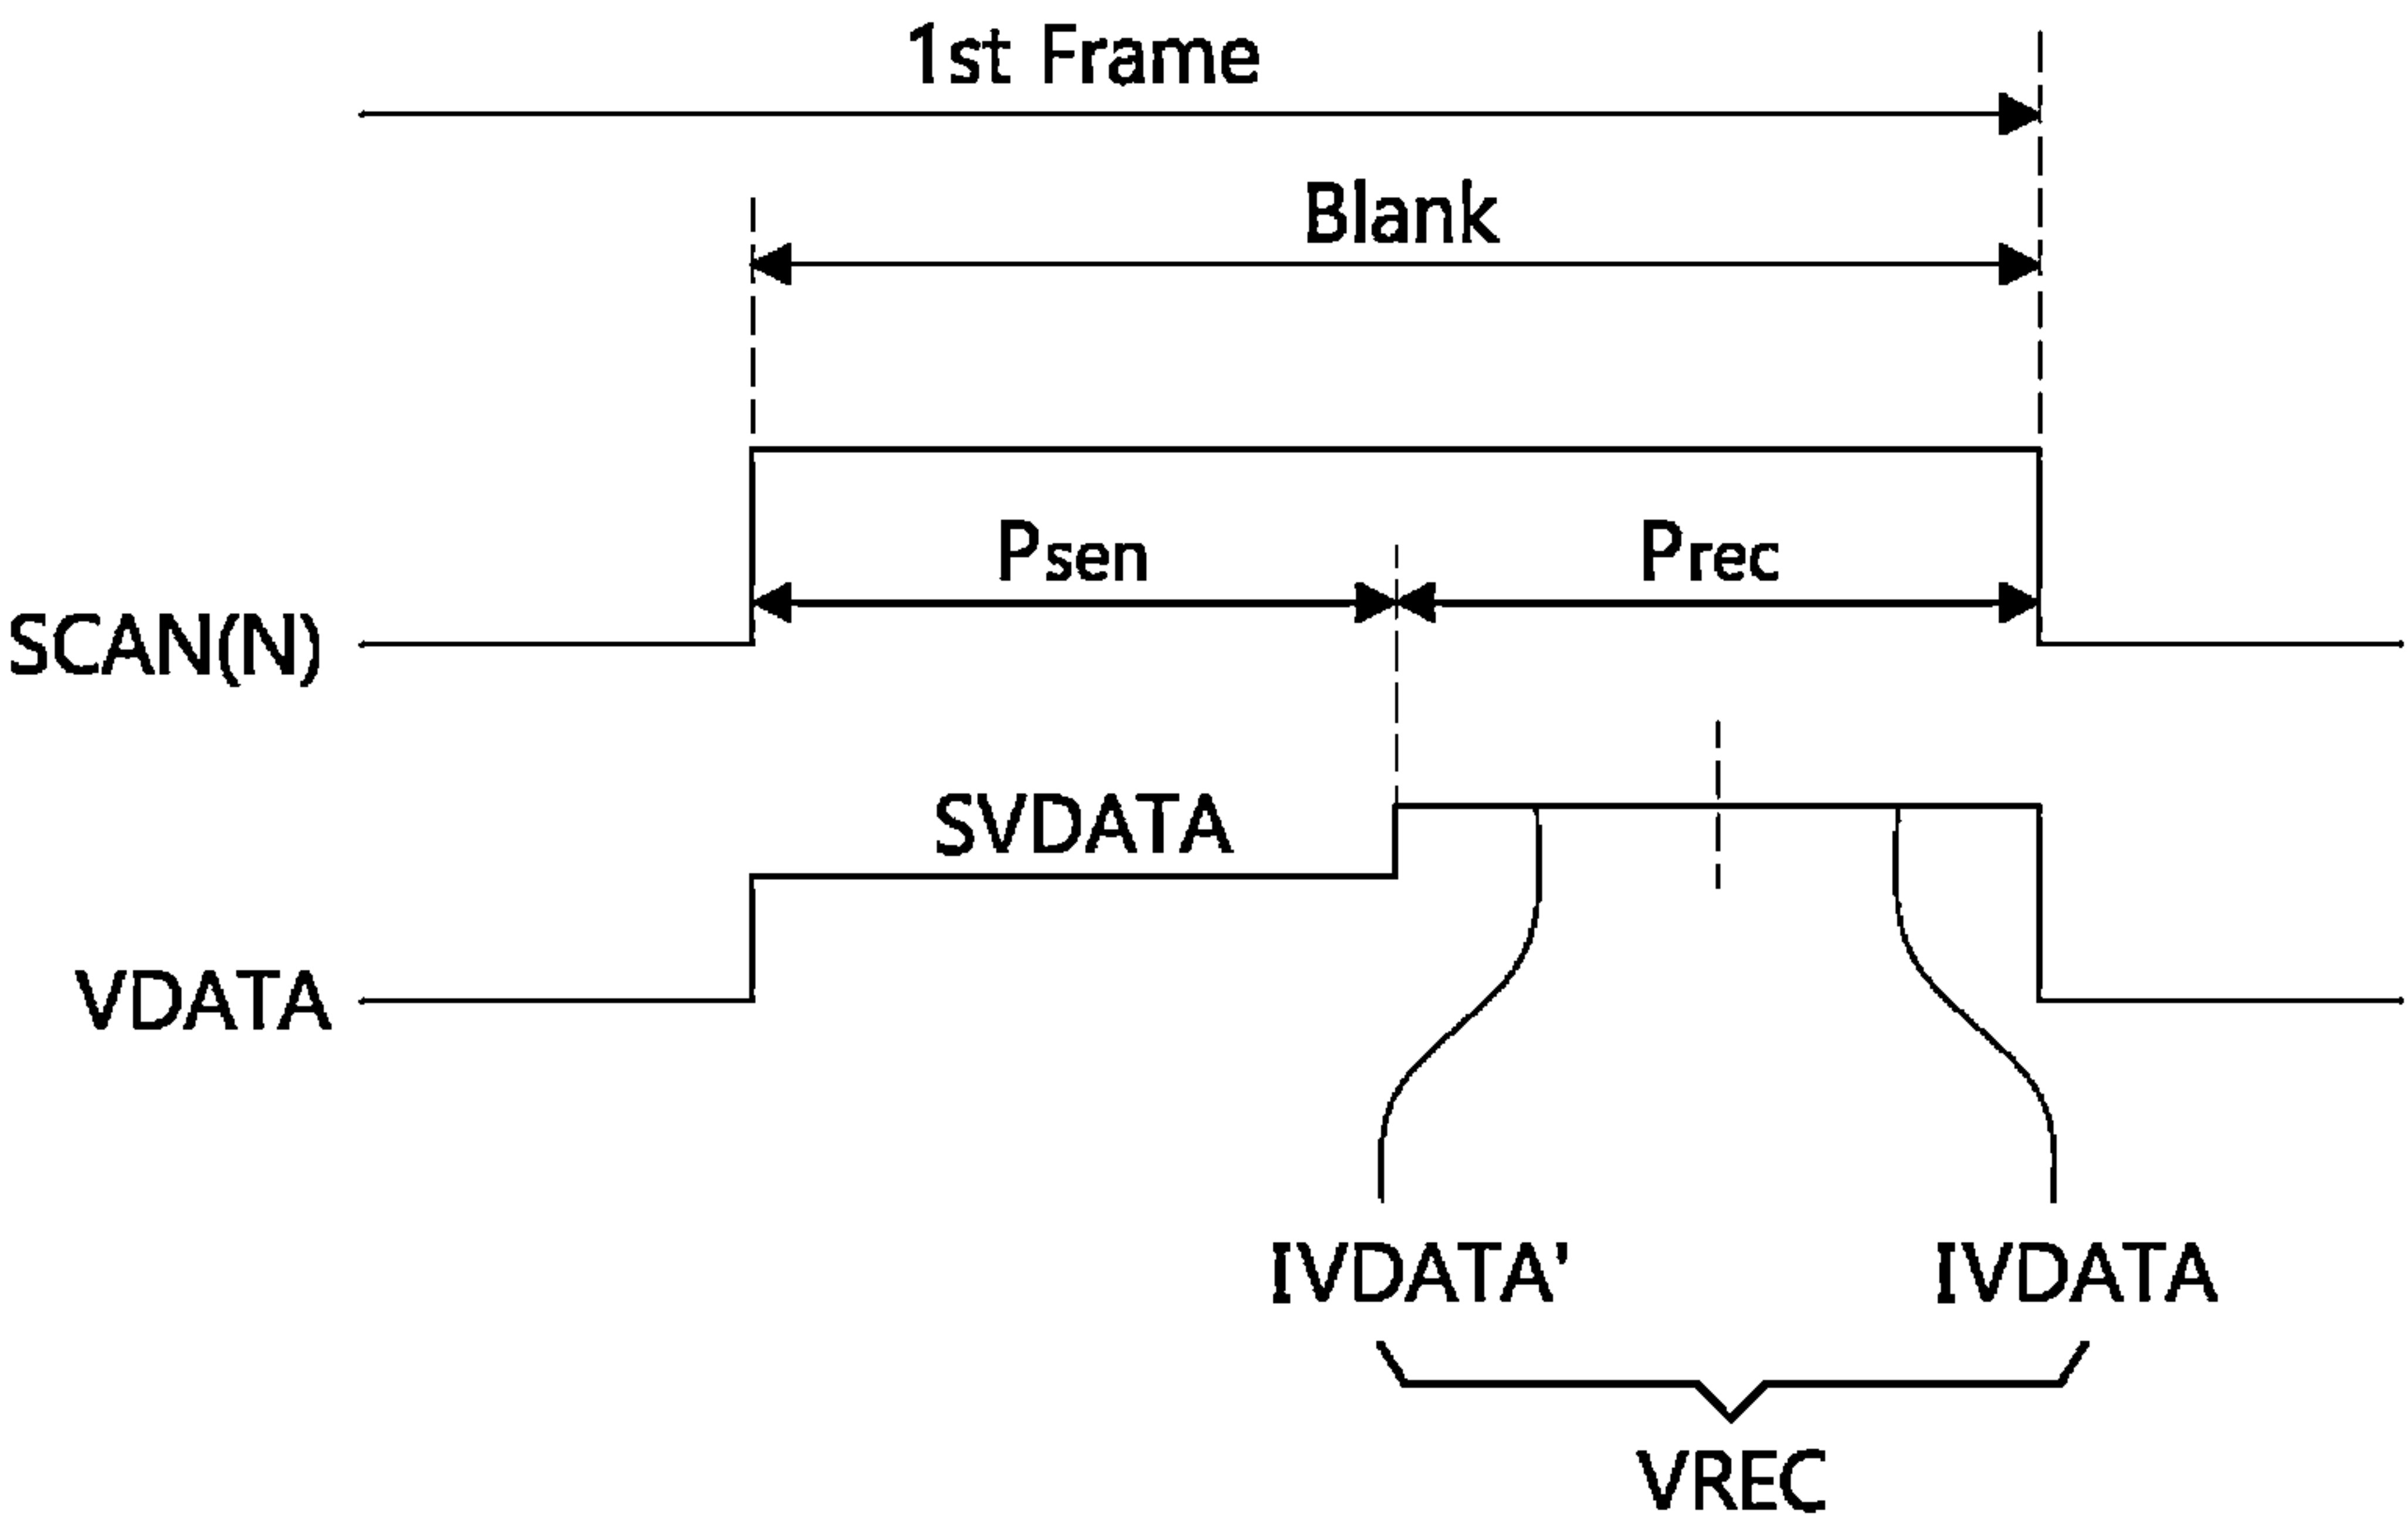 1st Frame
Blank
Psen
Prec
SCAN(N)
SVDATA
VDATA
IVDATA'
IVDATA
VREC